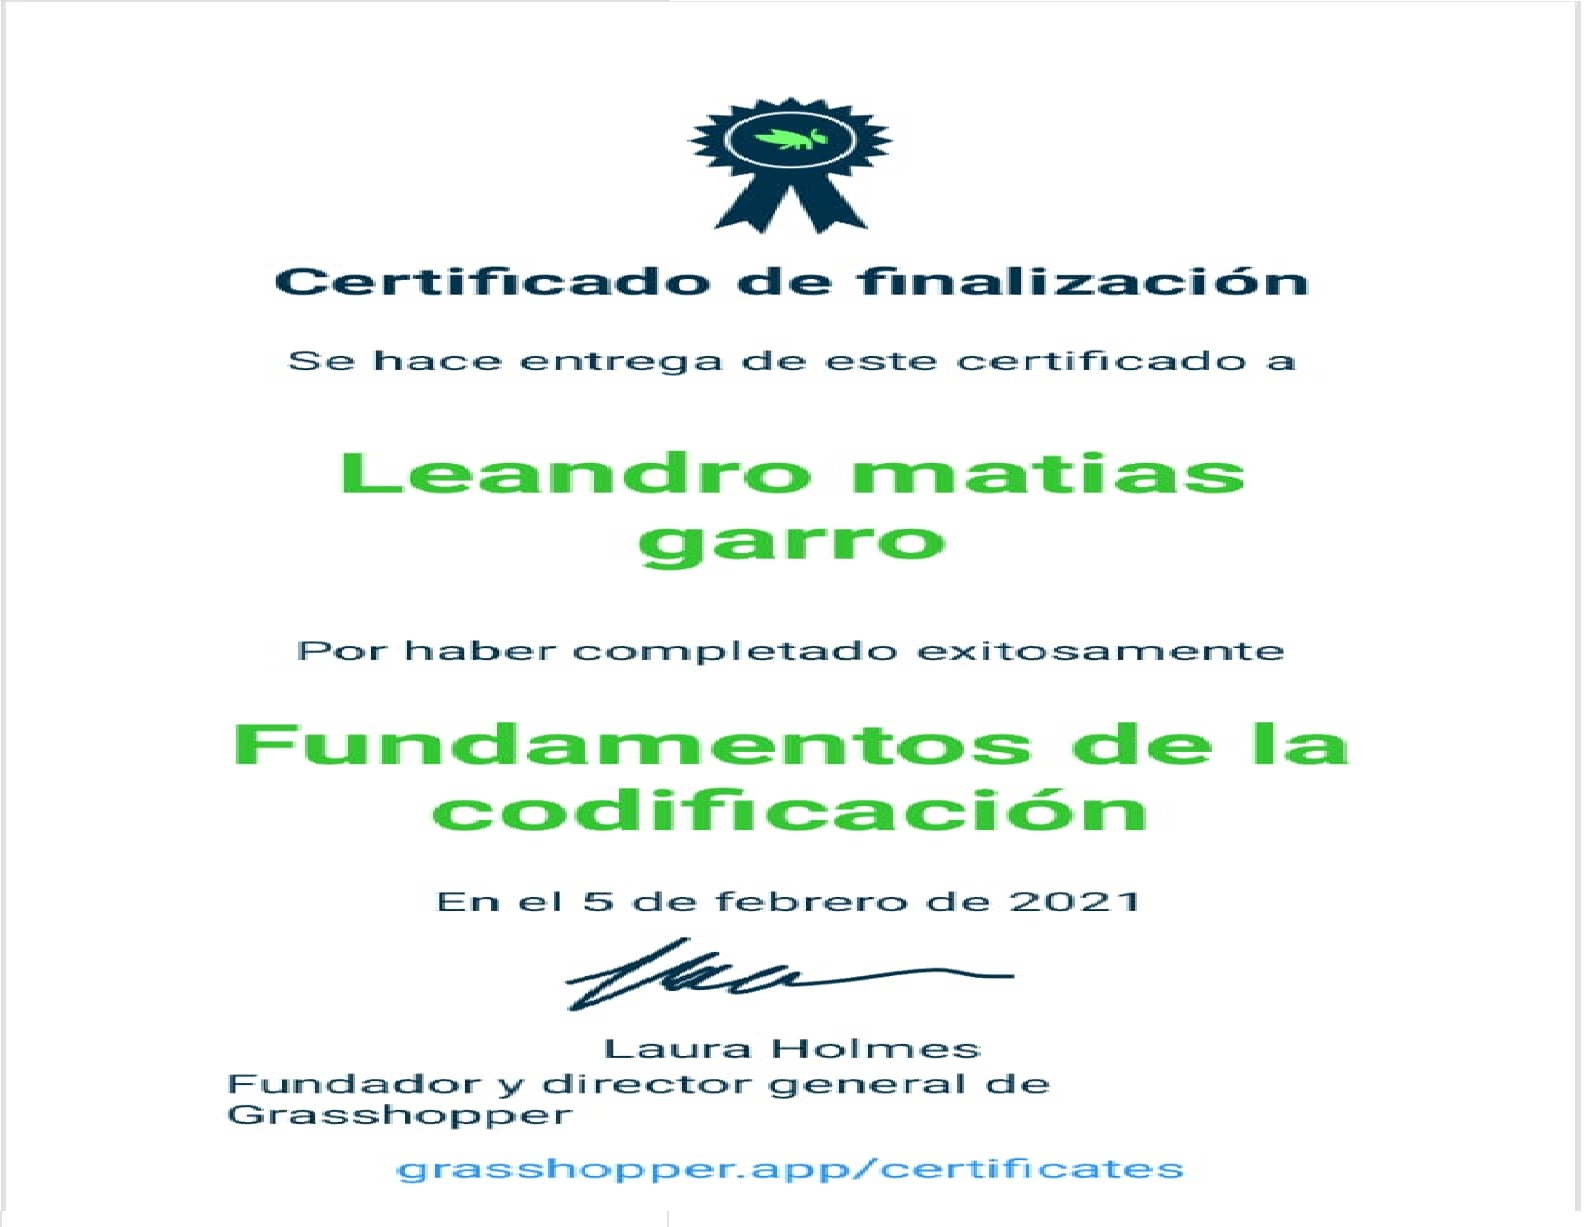 Certificado de finalización
Se hace entrega de este certificado a
Leandro matias
garro
Por haber completado exitosamente
Fundamentos de la
codificación
En el 5 de febrero de 2021
Laura Holmes
Fundador y director general de
Grasshopper
grasshopper.app/certificates